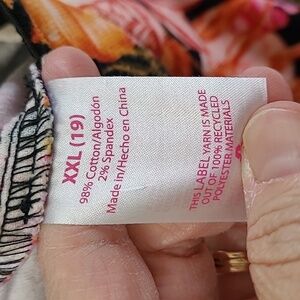 XXL (19)
98% Cotton/Algodón
2% Spandex
Made in/Hecho en China
THIS LABEL YARN IS MADE
OUT OF 100% RECYCLED
POLYESTER MATERIALS